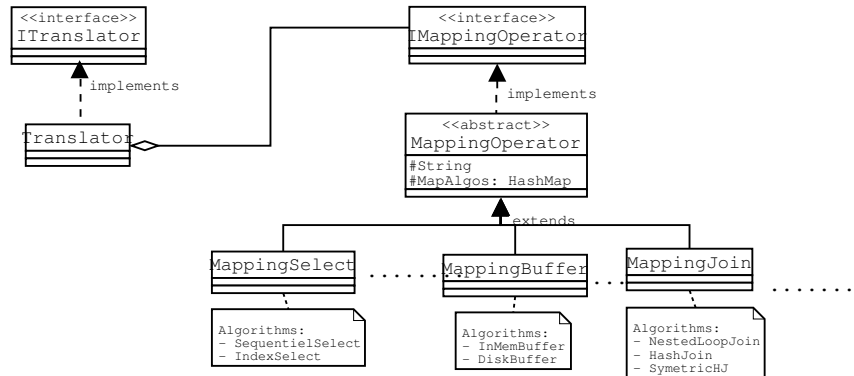 <<interface>>
ITranslator
<<interface>>
IMappingOperator
implements
implements
Translator
<<abstract>>
MappingOperator
#String
#MapAlgos: HashMap
extends
MappingSelect
MappingBuffer
MappingJoin
Algorithms:
- SequentielSelect
- IndexSelect
Algorithms:
- InMemBuffer
- DiskBuffer
Algorithms:
- NestedLoopJoin
- HashJoin
- SymetricHJ